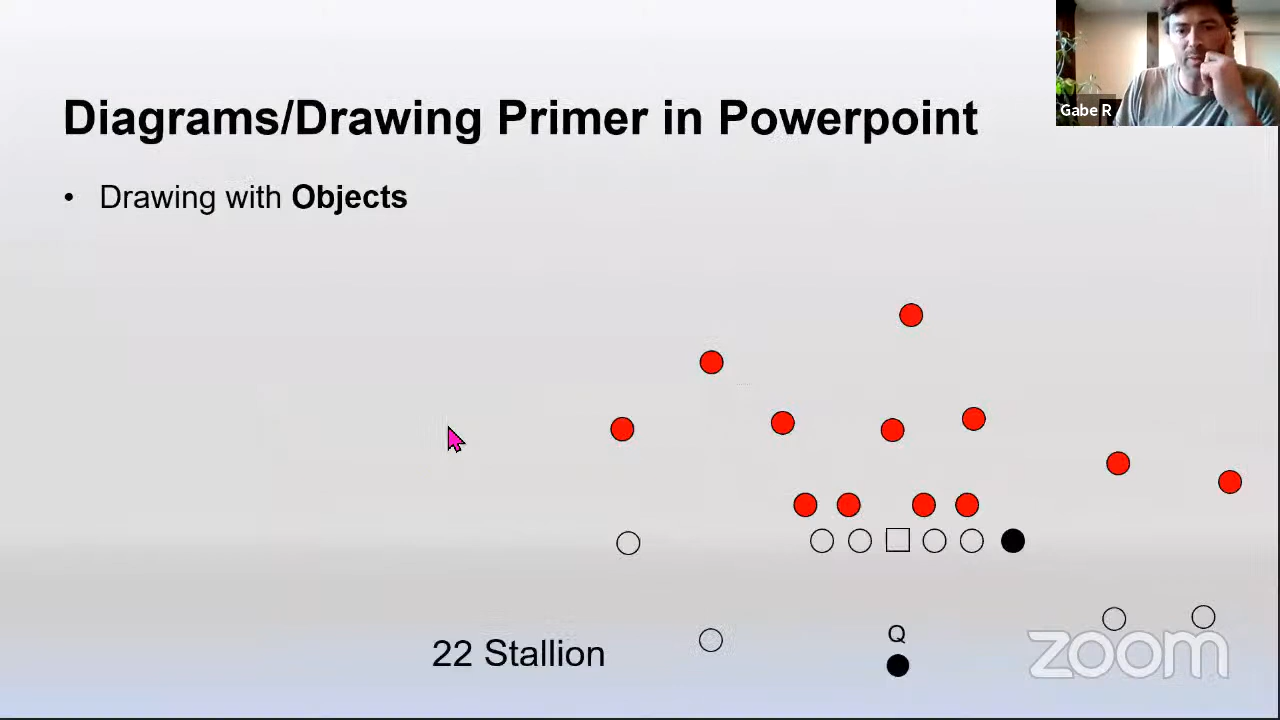 Gabe R
Diagrams/Drawing Primer in Powerpoint
• Drawing with Objects
Q
22 Stallion
zoom